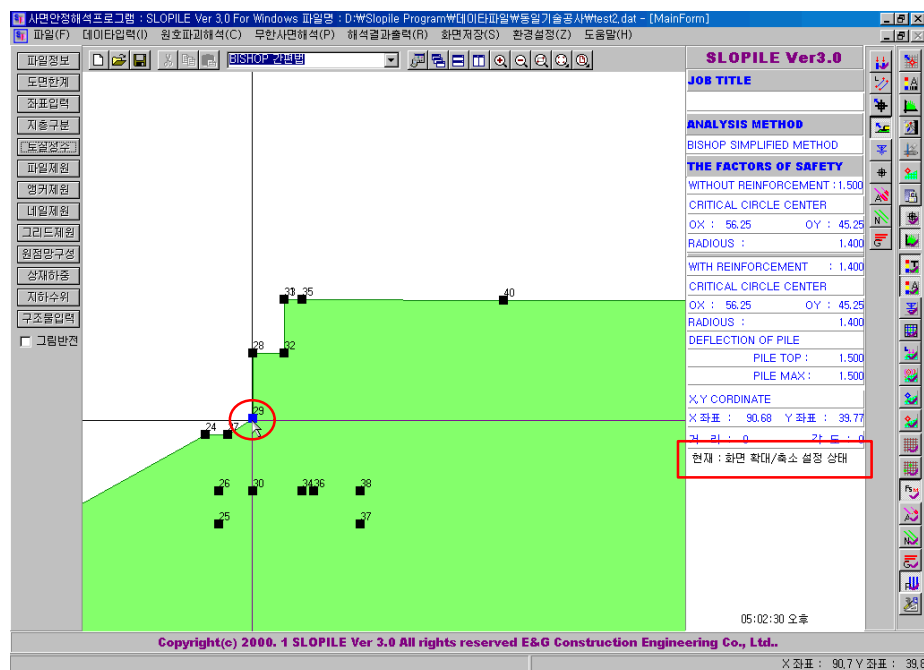 사면안정해석프로그램 : SLOPILE Ver 3.0 For Windows 파일명 : D:₩Slopile Program₩데이타파일₩동일기술공사₩test2.dat - [MainForm]
파일(F) 데이타입력(I) 원호파괴해석(C) 무한사면해석(P) 해석결과출력(R) 화면저장(S) 환경설정(Z) 도움말(H)
파일정보
도면한계
좌표입력
지층구분
토질정수
파일제원
앵커제원
네일제원
그리드제원
원점망구성
상재하중
지하수위
구조물입력
그림반전
BISHOP 간편법
33
35
40
28
32
29
24
27
26
30
34
36
38
25
37
SLOPILE Ver3.0
JOB TITLE
ANALYSIS METHOD
BISHOP SIMPLIFIED METHOD
THE FACTORS OF SAFETY
WITHOUT REINFORCEMENT : 1.500
CRITICAL CIRCLE CENTER
OX : 56.25 OY : 45.25
RADIOUS : 1.400
WITH REINFORCEMENT : 1.400
CRITICAL CIRCLE CENTER
OX : 56.25 OY : 45.25
RADIOUS : 1.400
DEFLECTION OF PILE
PILE TOP : 1.500
PILE MAX : 1.500
X,Y CORDINATE
X 좌표 : 90.68 Y 좌표 : 39.77
거 리 : 0 각 도 : 0
현재 : 화면 확대/축소 설정 상태
05:02:30 오후
Copyright(c) 2000. 1 SLOPILE Ver 3.0 All rights reserved E&G Construction Engineering Co., Ltd..
X 좌표 : 90,7 Y 좌표 : 39,